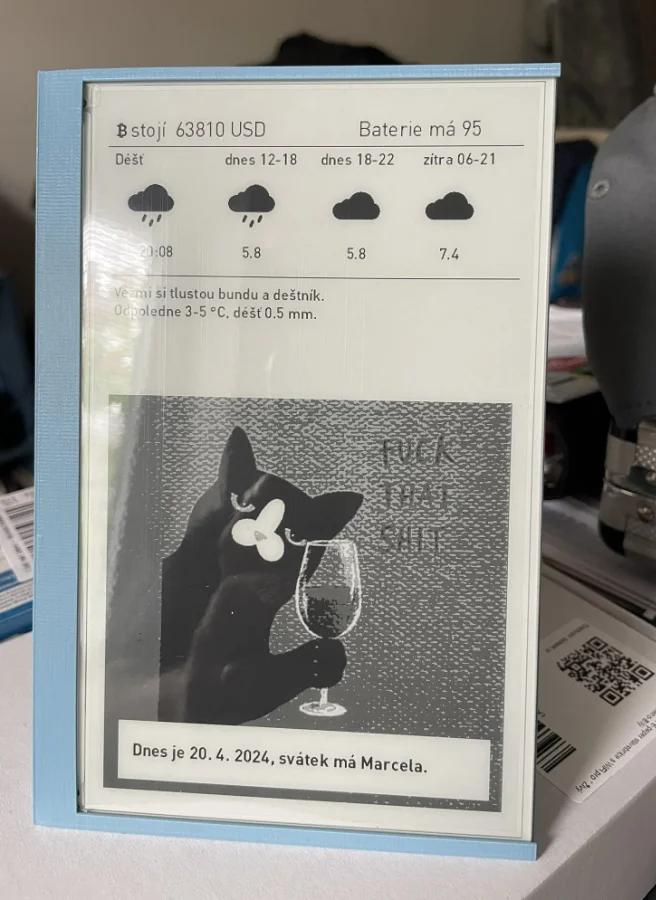 ₿ stojí 63810 USD Baterie má 95
Déšť dnes 12-18 dnes 18-22 zítra 06-21
20:08 5.8 5.8 7.4
Vezmi si tlustou bundu a deštník.
Odpoledne 3-5 °C, déšť 0.5 mm.
FUCK
THAT
SHIT
Dnes je 20. 4. 2024, svátek má Marcela.